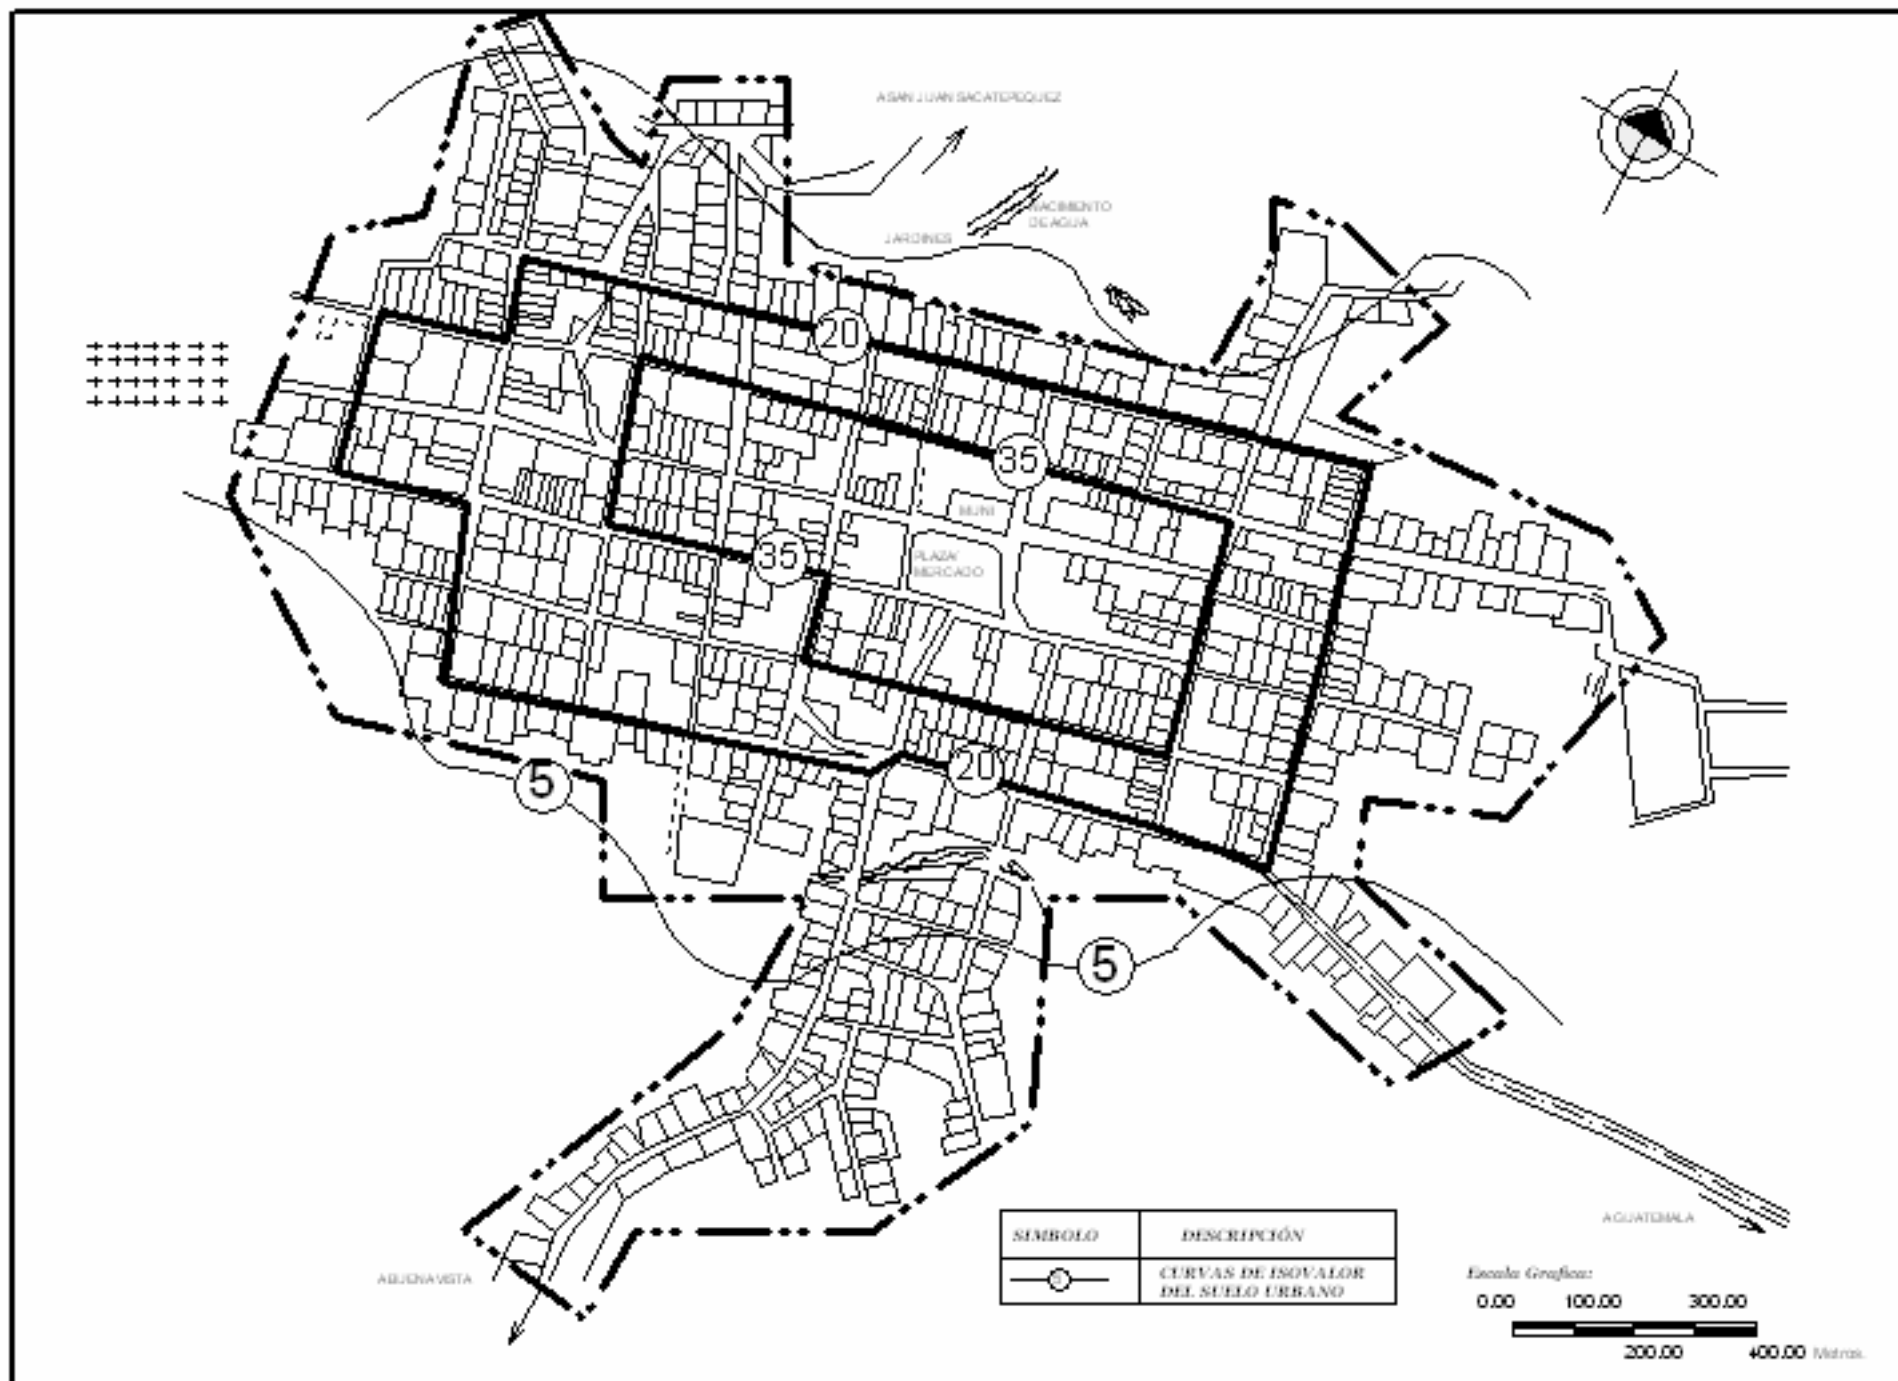 A SAN JUAN SACATEPEQUEZ
NACIMIENTO
DE AGUA
JARDINES
20
35
MUNI
35
PLAZA/
MERCADO
20
5
5
A GUATEMALA
A BUENA VISTA
SIMBOLO
DESCRIPCIÓN
5
CURVAS DE ISOVALOR
DEL SUELO URBANO
Escala Grafica:
0.00 100.00 300.00
200.00 400.00 Metros.